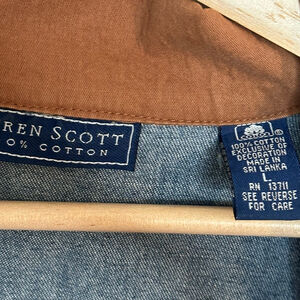 REN SCOTT
0% COTTON
cotton
100% COTTON
EXCLUSIVE OF
DECORATION
MADE IN
SRI LANKA
L
RN 13711
SEE REVERSE
FOR CARE